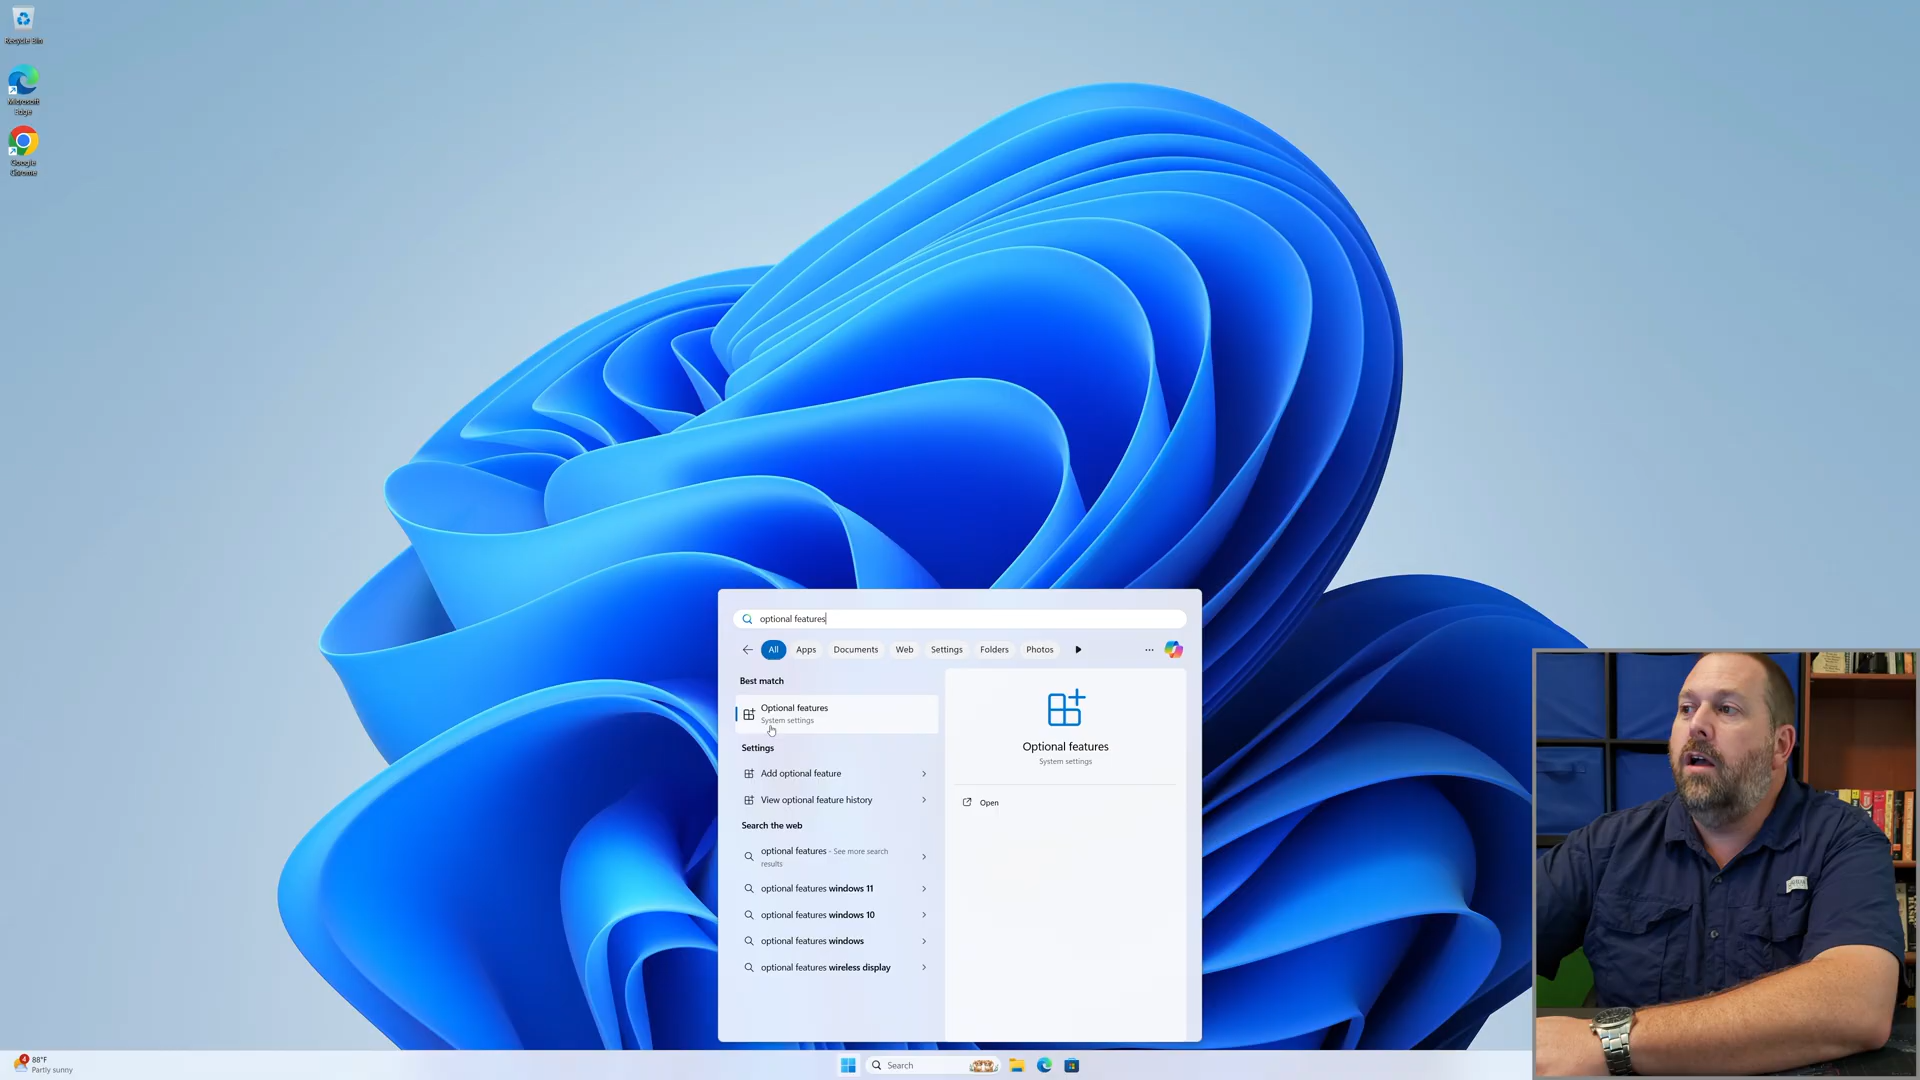 Recycle Bin
Microsoft
Edge
Google
Chrome
optional features
All
Apps
Documents
Web
Settings
Folders
Photos
Best match
Optional features
System settings
Settings
Add optional feature
View optional feature history
Search the web
optional features - See more search
results
optional features windows 11
optional features windows 10
optional features windows
optional features wireless display
Optional features
System settings
Open
4
88°F
Partly sunny
Search